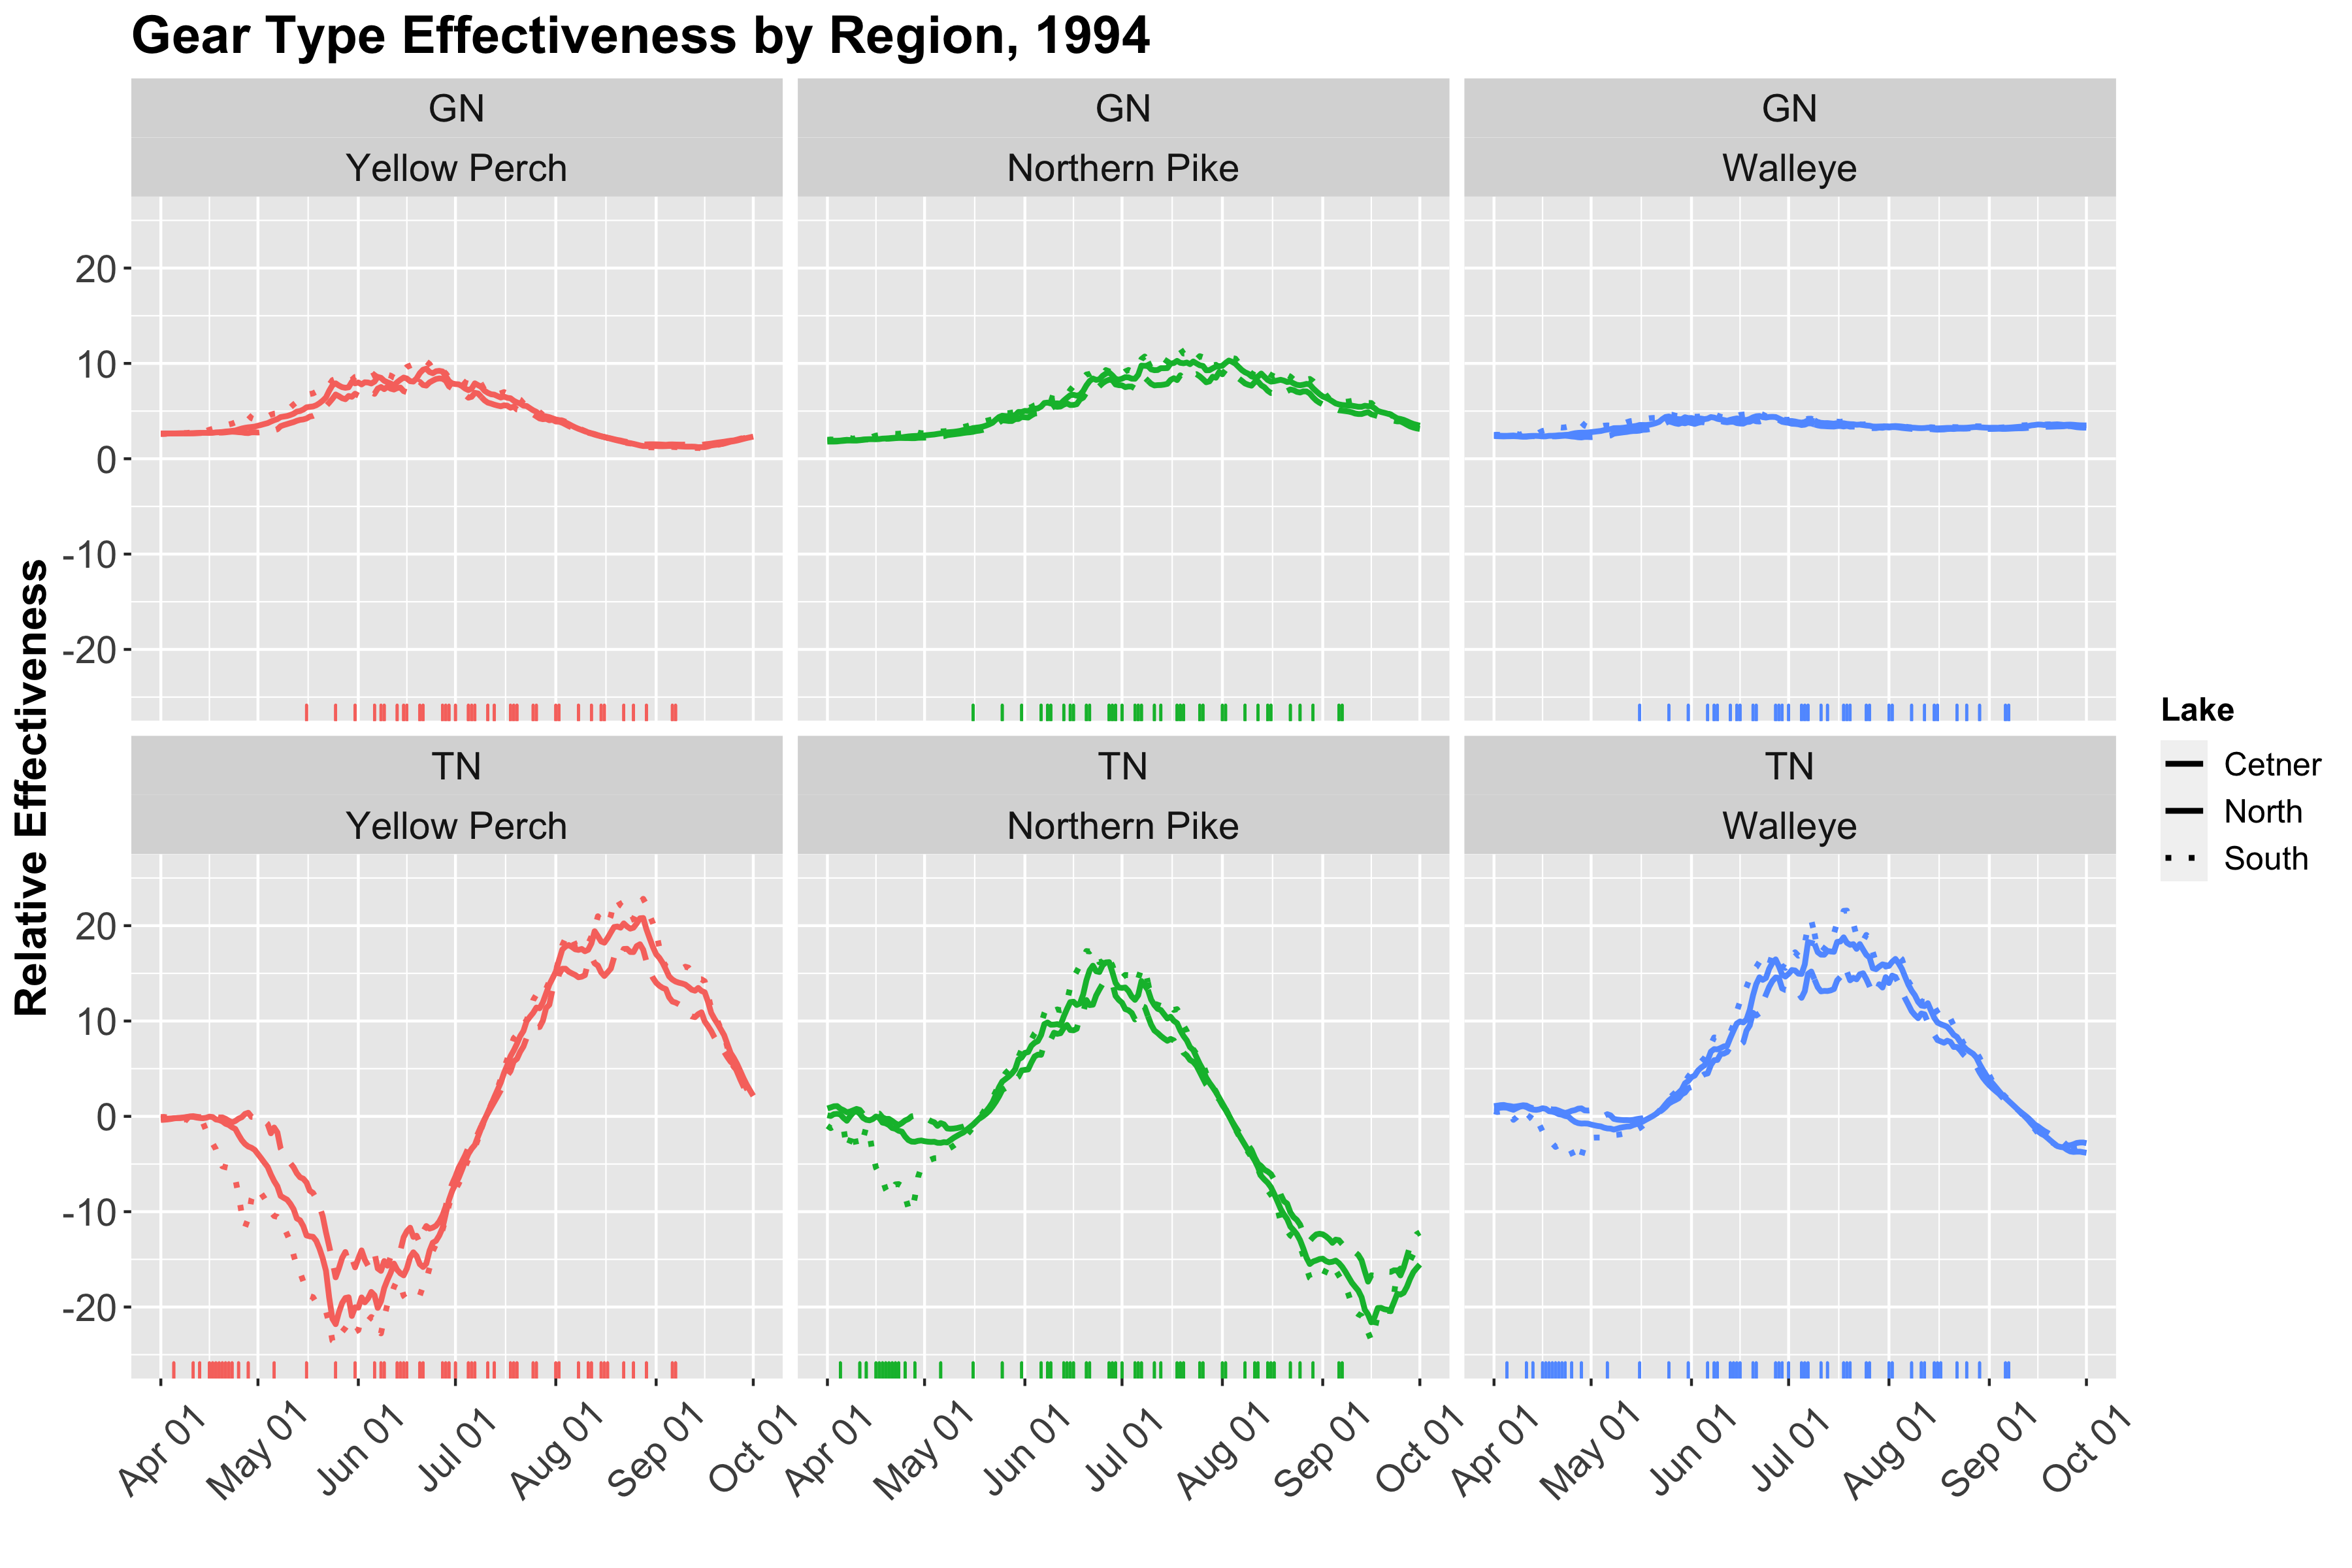 Gear Type Effectiveness by Region, 1994
GN
GN
GN
Yellow Perch
Northern Pike
Walleye
20
10
0
-10
-20
Relative Effectiveness
TN
TN
TN
Yellow Perch
Northern Pike
Walleye
20
10
0
-10
-20
Apr 01
May 01
Jun 01
Jul 01
Aug 01
Sep 01
Oct 01
Apr 01
May 01
Jun 01
Jul 01
Aug 01
Sep 01
Oct 01
Apr 01
May 01
Jun 01
Jul 01
Aug 01
Sep 01
Oct 01
Lake
Cetner
North
South